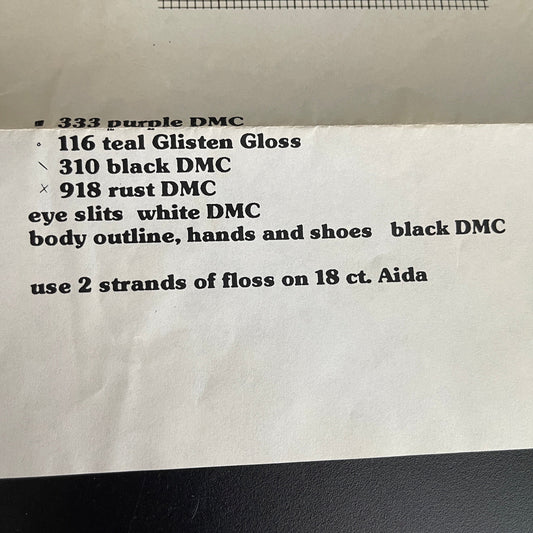 333 purple DMC
116 teal Glisten Gloss
310 black DMC
918 rust DMC
eye slits white DMC
body outline, hands and shoes black DMC
use 2 strands of floss on 18 ct. Aida